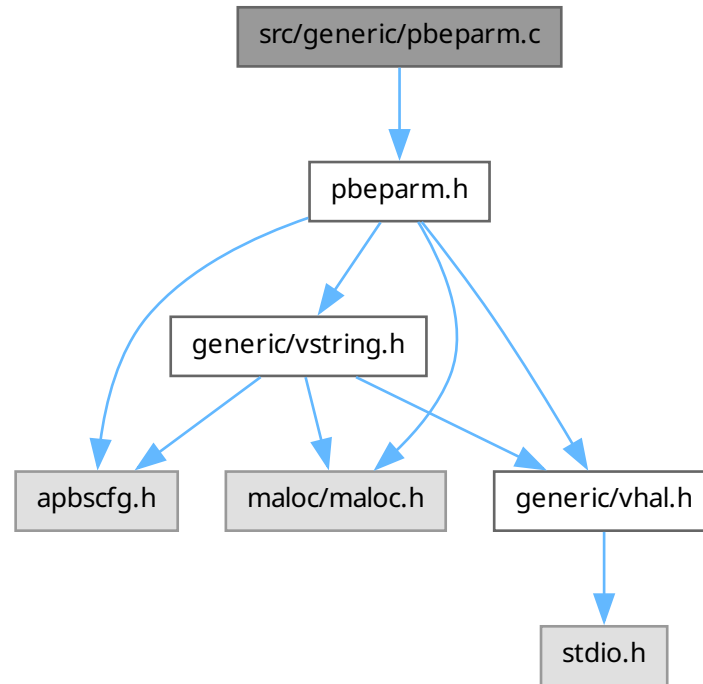 src/generic/pbeparm.c
pbeparm.h
generic/vstring.h
apbscfg.h
maloc/maloc.h
generic/vhal.h
stdio.h